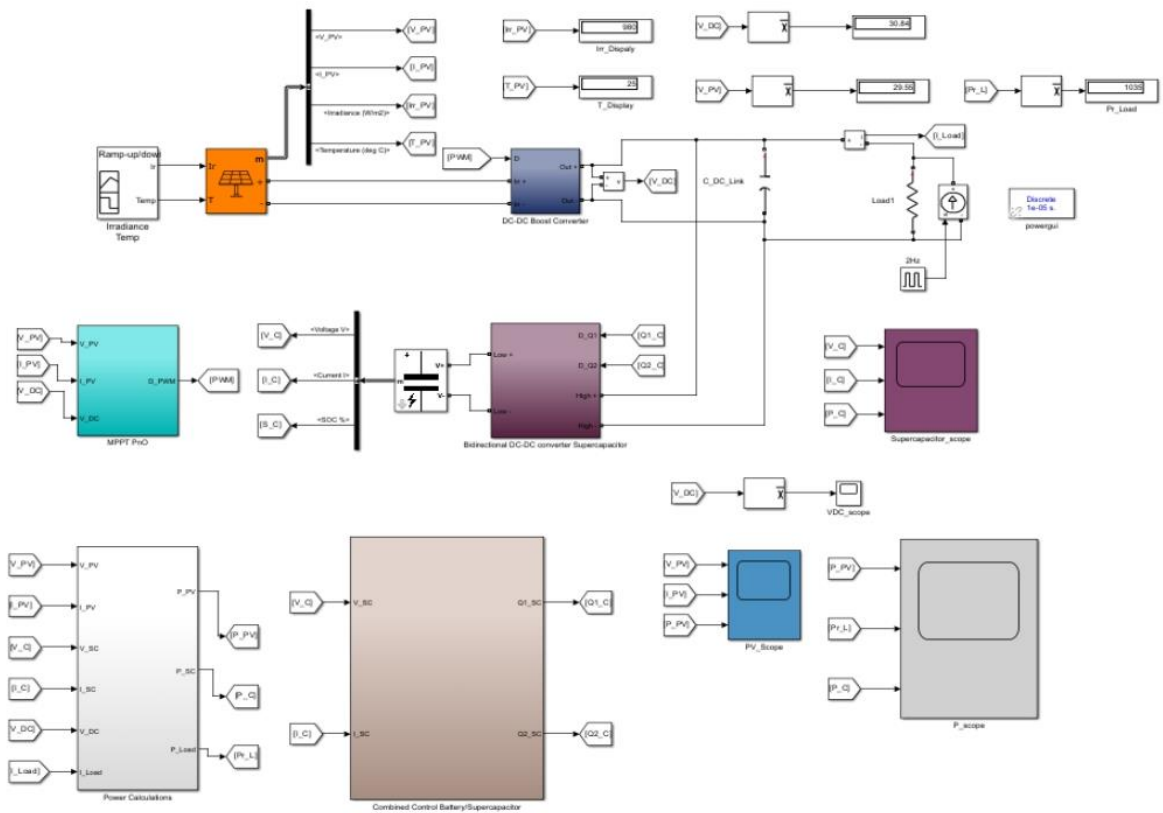 <V_PV>
[V_PV]
<I_PV>
[I_PV]
<Irradiance (W/m2)>
[Irr_PV]
<Temperature (deg C)>
[T_PV]
[Irr_PV]
980
Irr_Dispaly
[T_PV]
25
T_Display
[V_DC]
x
30.84
[V_PV]
x
29.55
[Pr_L]
x
1035
Pr_Load
Ramp-up/down
Ir
Temp
Irradiance
Temp
Ir
T
m
+
-
[PWM]
D
In +
In -
Out +
Out -
DC-DC Boost Converter
[V_DC]
C_DC_Link
[I_Load]
Load1
2Hz
Discrete
1e-05 s.
powergui
[V_PV]
[I_PV]
[V_DC]
V_PV
I_PV
V_DC
D_PWM
[PWM]
MPPT PnO
[V_C]
[I_C]
[S_C]
<Voltage V>
<Current I>
<SOC %>
m
+
V+
V-
Low +
Low -
D_Q1
D_Q2
High +
High -
[Q1_C]
[Q2_C]
Bidirectional DC-DC converter Supercapacitor
[V_C]
[I_C]
[P_C]
Supercapacitor_scope
[V_DC]
x
VDC_scope
[V_PV]
[I_PV]
[V_C]
[I_C]
[V_DC]
[I_Load]
V_PV
I_PV
V_SC
I_SC
V_DC
I_Load
P_PV
P_SC
P_Load
[P_PV]
[P_C]
[Pr_L]
Power Calculations
[V_C]
[I_C]
V_SC
I_SC
Q1_SC
Q2_SC
[Q1_C]
[Q2_C]
Combined Control Battery/Supercapacitor
[V_PV]
[I_PV]
[P_PV]
PV_Scope
[P_PV]
[Pr_L]
[P_C]
P_scope